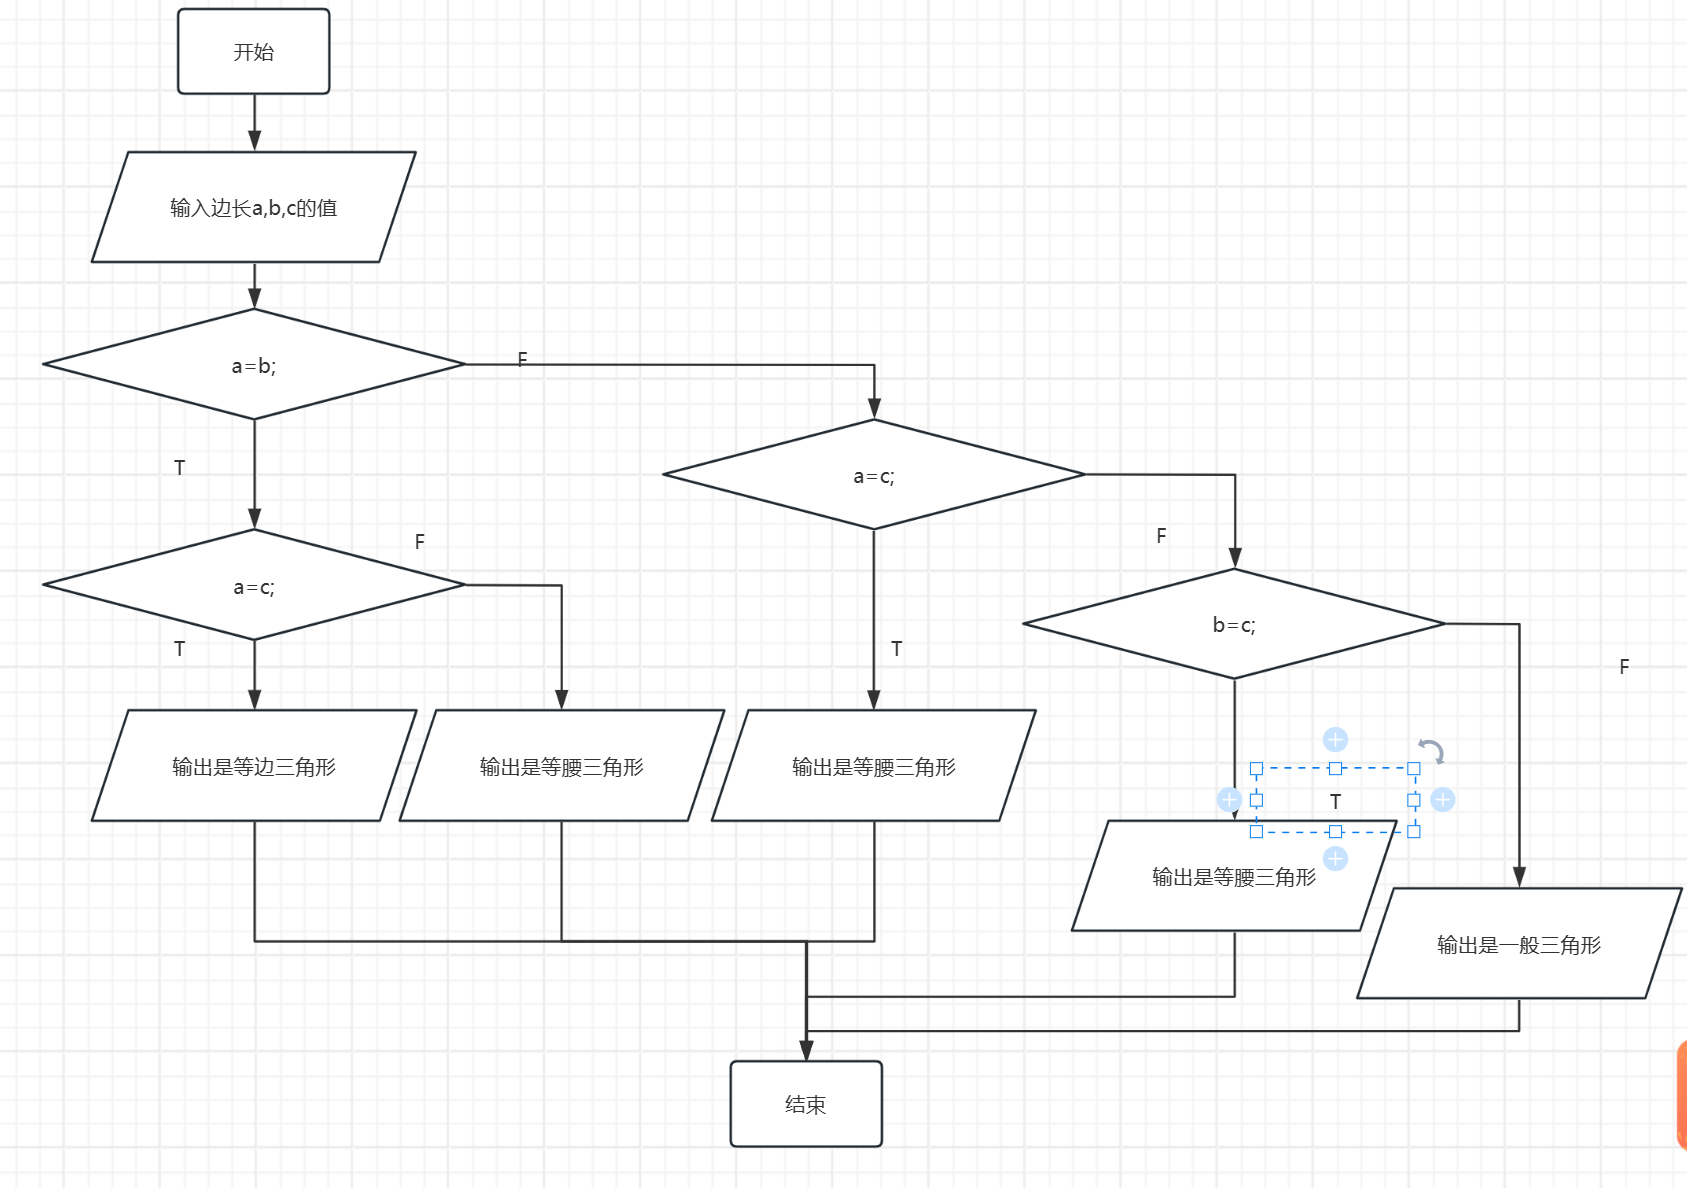 开始
输入边长a,b,c的值
a=b;
F
T
a=c;
F
a=c;
F
T
T
b=c;
F
输出是等边三角形
输出是等腰三角形
输出是等腰三角形
T
输出是等腰三角形
输出是一般三角形
结束